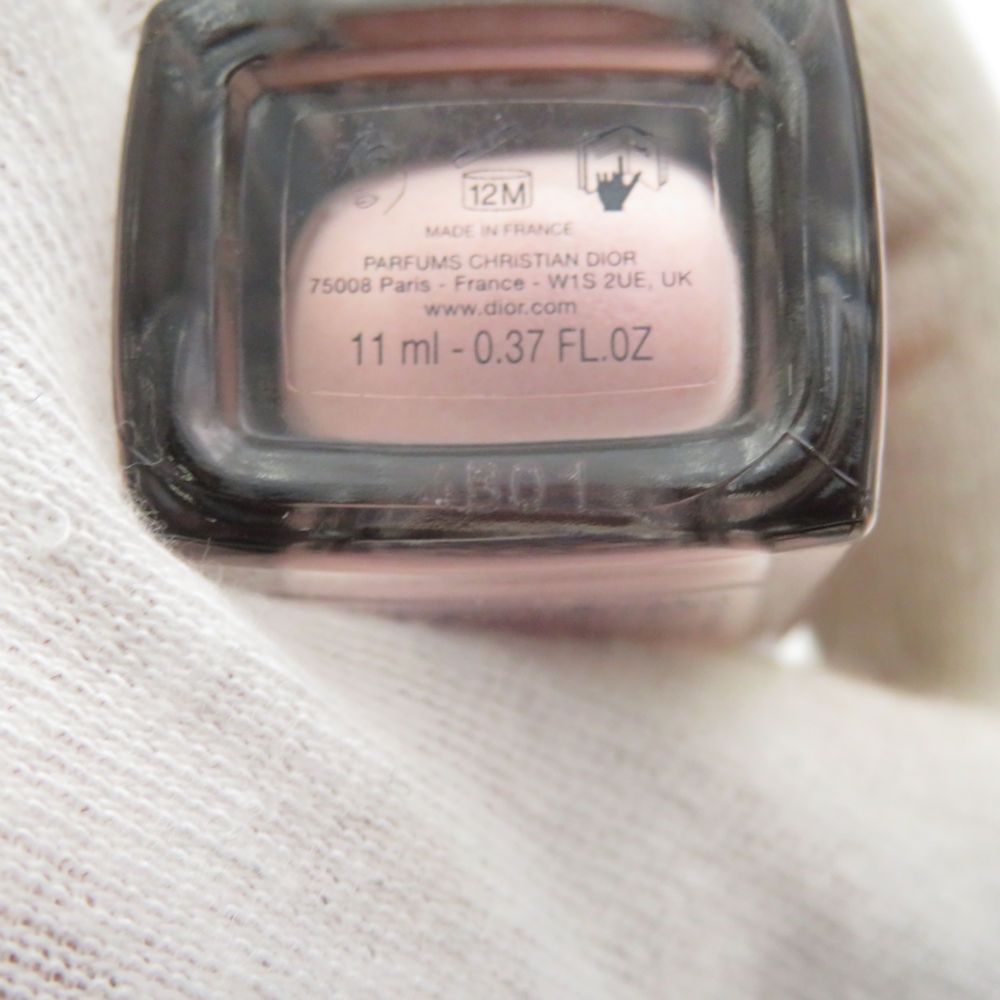 12M
MADE IN FRANCE
PARFUMS CHRISTIAN DIOR
75008 Paris - France - W1S 2UE, UK
www.dior.com
11 ml - 0.37 FL.OZ